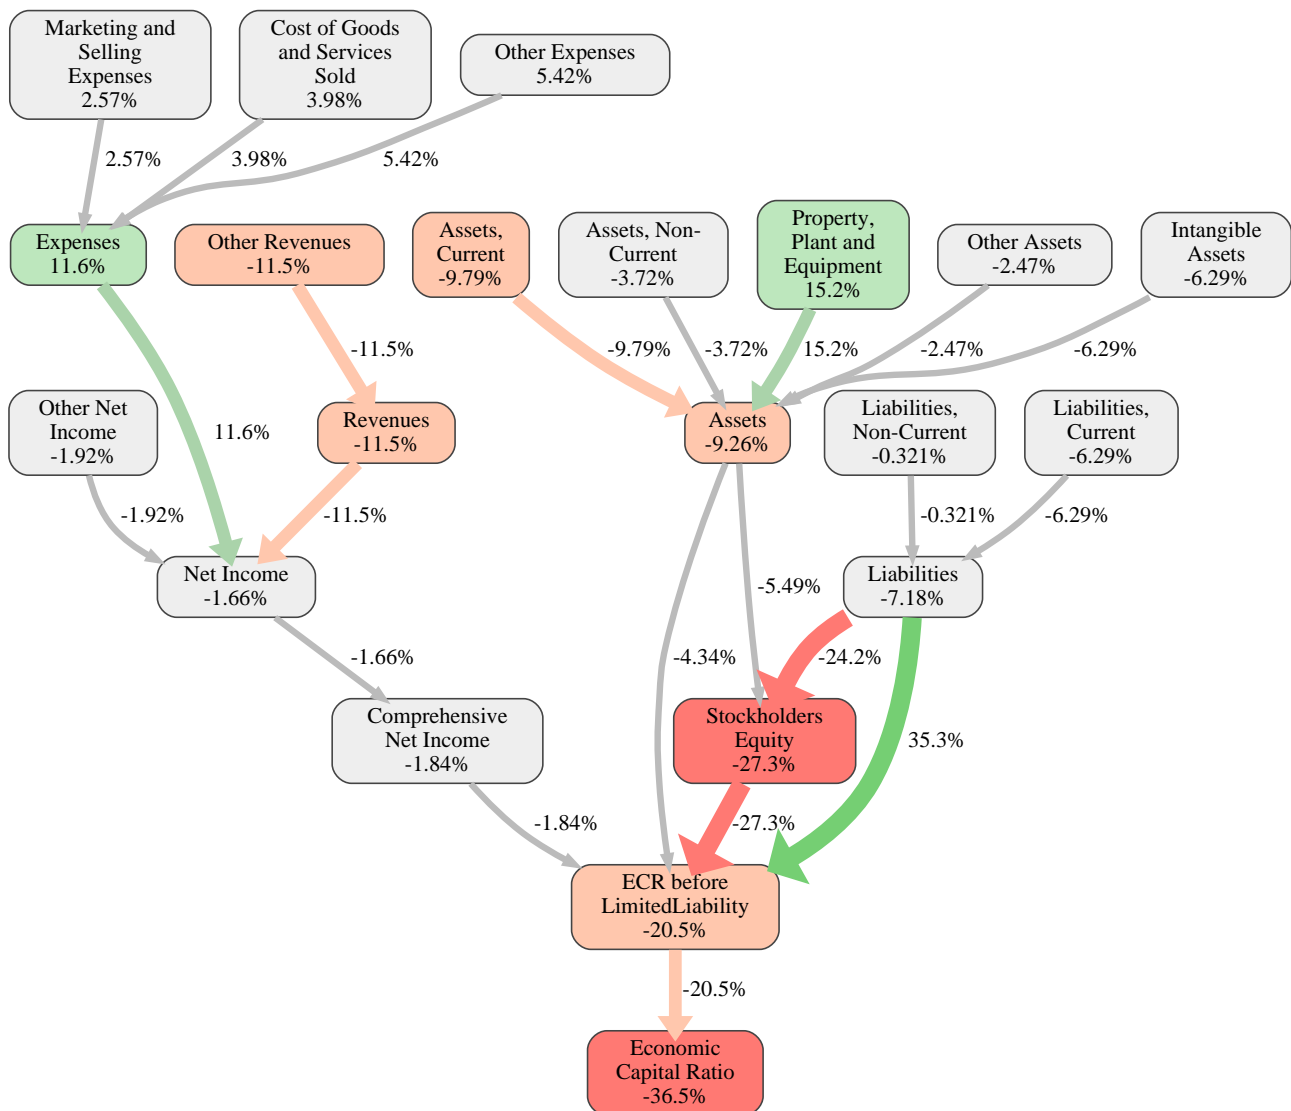 Marketing and
Selling
Expenses
2.57%
Cost of Goods
and Services
Sold
3.98%
Other Expenses
5.42%
2.57%
3.98%
5.42%
Expenses
11.6%
Other Revenues
-11.5%
Assets,
Current
-9.79%
Assets, Non-
Current
-3.72%
Property,
Plant and
Equipment
15.2%
Other Assets
-2.47%
Intangible
Assets
-6.29%
-11.5%
-9.79%
-3.72%
15.2%
-2.47%
-6.29%
Other Net
Income
-1.92%
11.6%
Revenues
-11.5%
Assets
-9.26%
Liabilities,
Non-Current
-0.321%
Liabilities,
Current
-6.29%
-1.92%
-11.5%
-0.321%
-6.29%
Net Income
-1.66%
-5.49%
Liabilities
-7.18%
-1.66%
-4.34%
-24.2%
Comprehensive
Net Income
-1.84%
Stockholders
Equity
-27.3%
35.3%
-1.84%
-27.3%
ECR before
LimitedLiability
-20.5%
-20.5%
Economic
Capital Ratio
-36.5%